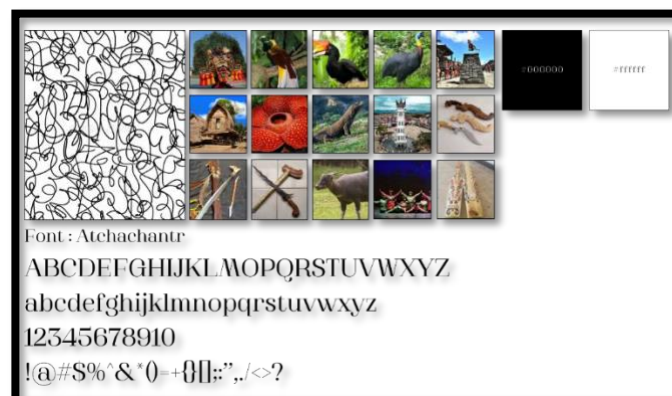 #000000
#ffffff
Font : Atchachantr
ABCDEFGHIJKLMOPQRSTUVWXYZ
abcdefghijklmnopqrstuvwxyz
12345678910
!@#$%^&*()=+{}[];:”,./<>?